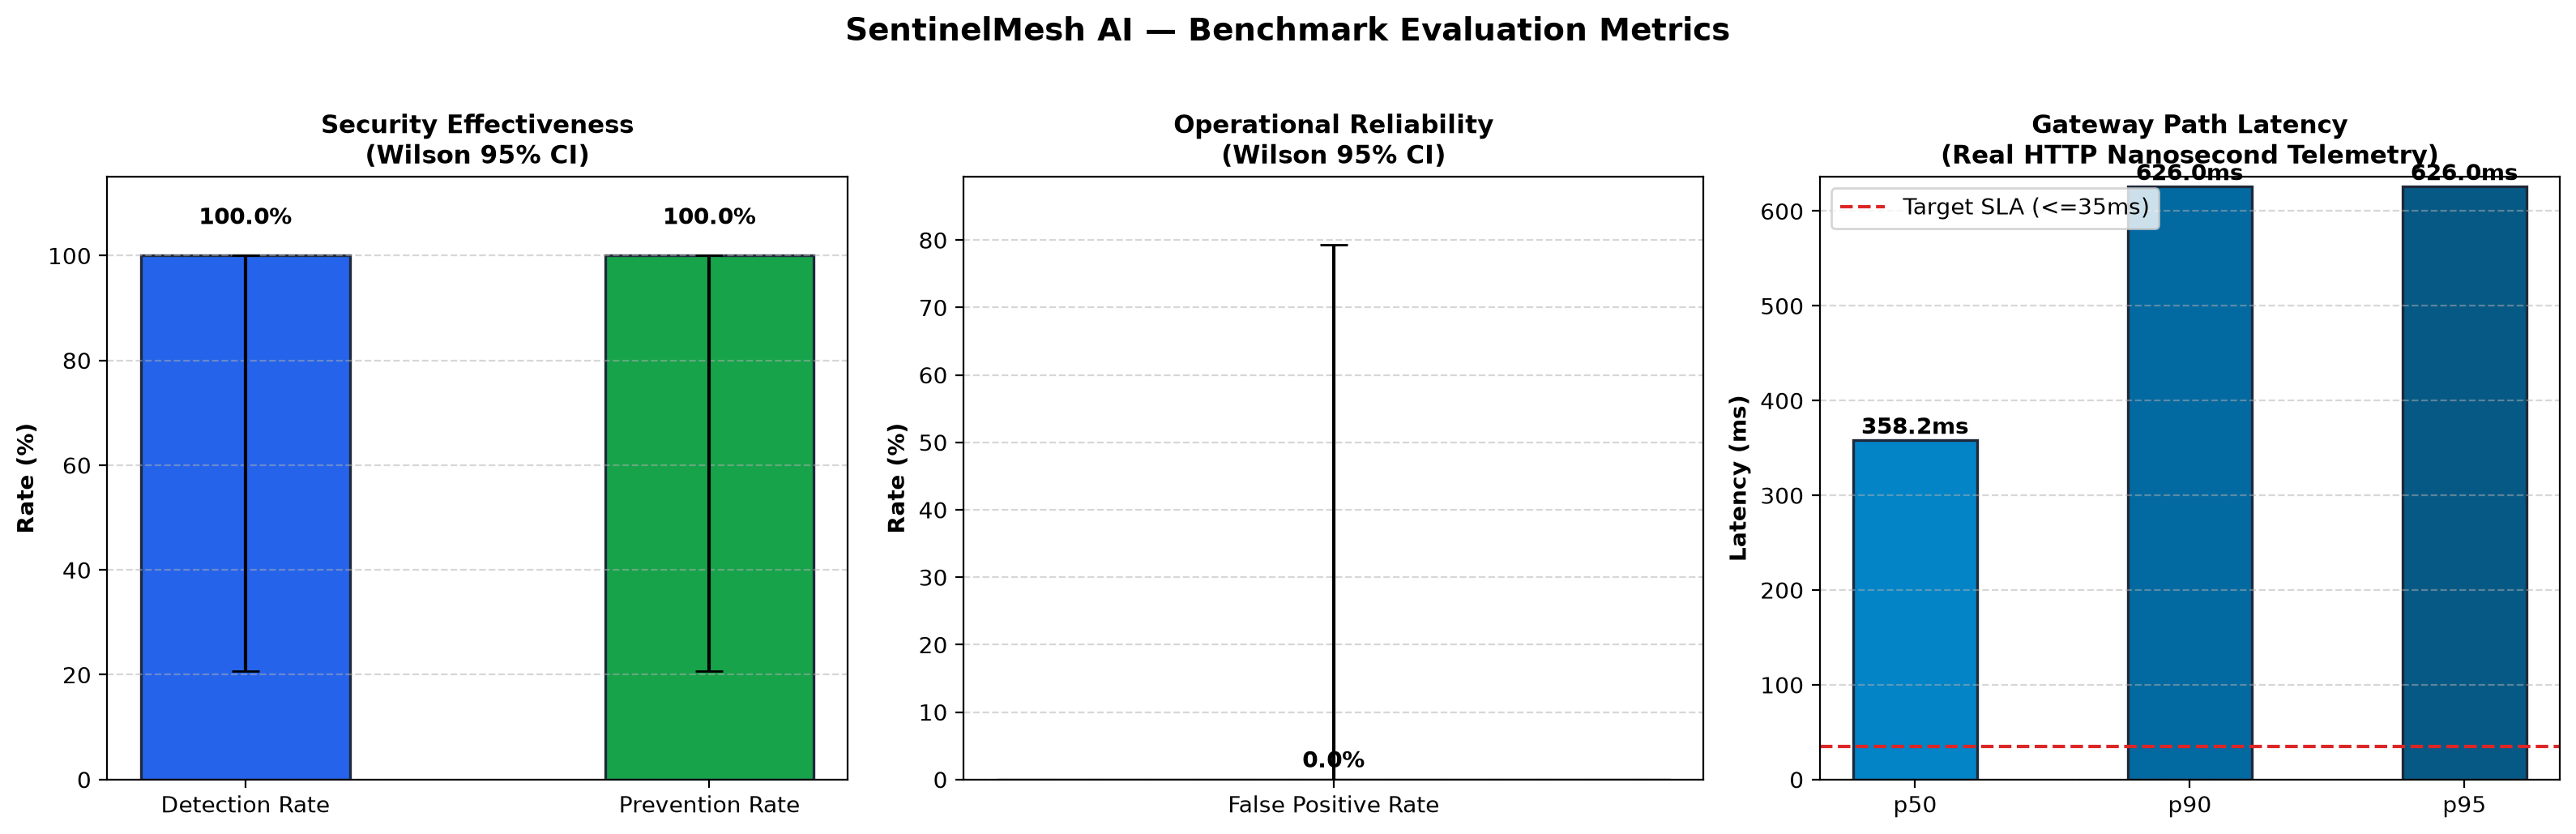 SentinelMesh AI — Benchmark Evaluation Metrics
Security Effectiveness
(Wilson 95% CI)
100.0%
100.0%
100
80
60
40
20
0
Rate (%)
Detection Rate
Prevention Rate
Operational Reliability
(Wilson 95% CI)
80
70
60
50
40
30
20
10
0
Rate (%)
0.0%
False Positive Rate
Gateway Path Latency
(Real HTTP Nanosecond Telemetry)
626.0ms
626.0ms
Target SLA (<=35ms)
358.2ms
600
500
400
300
200
100
0
Latency (ms)
p50
p90
p95